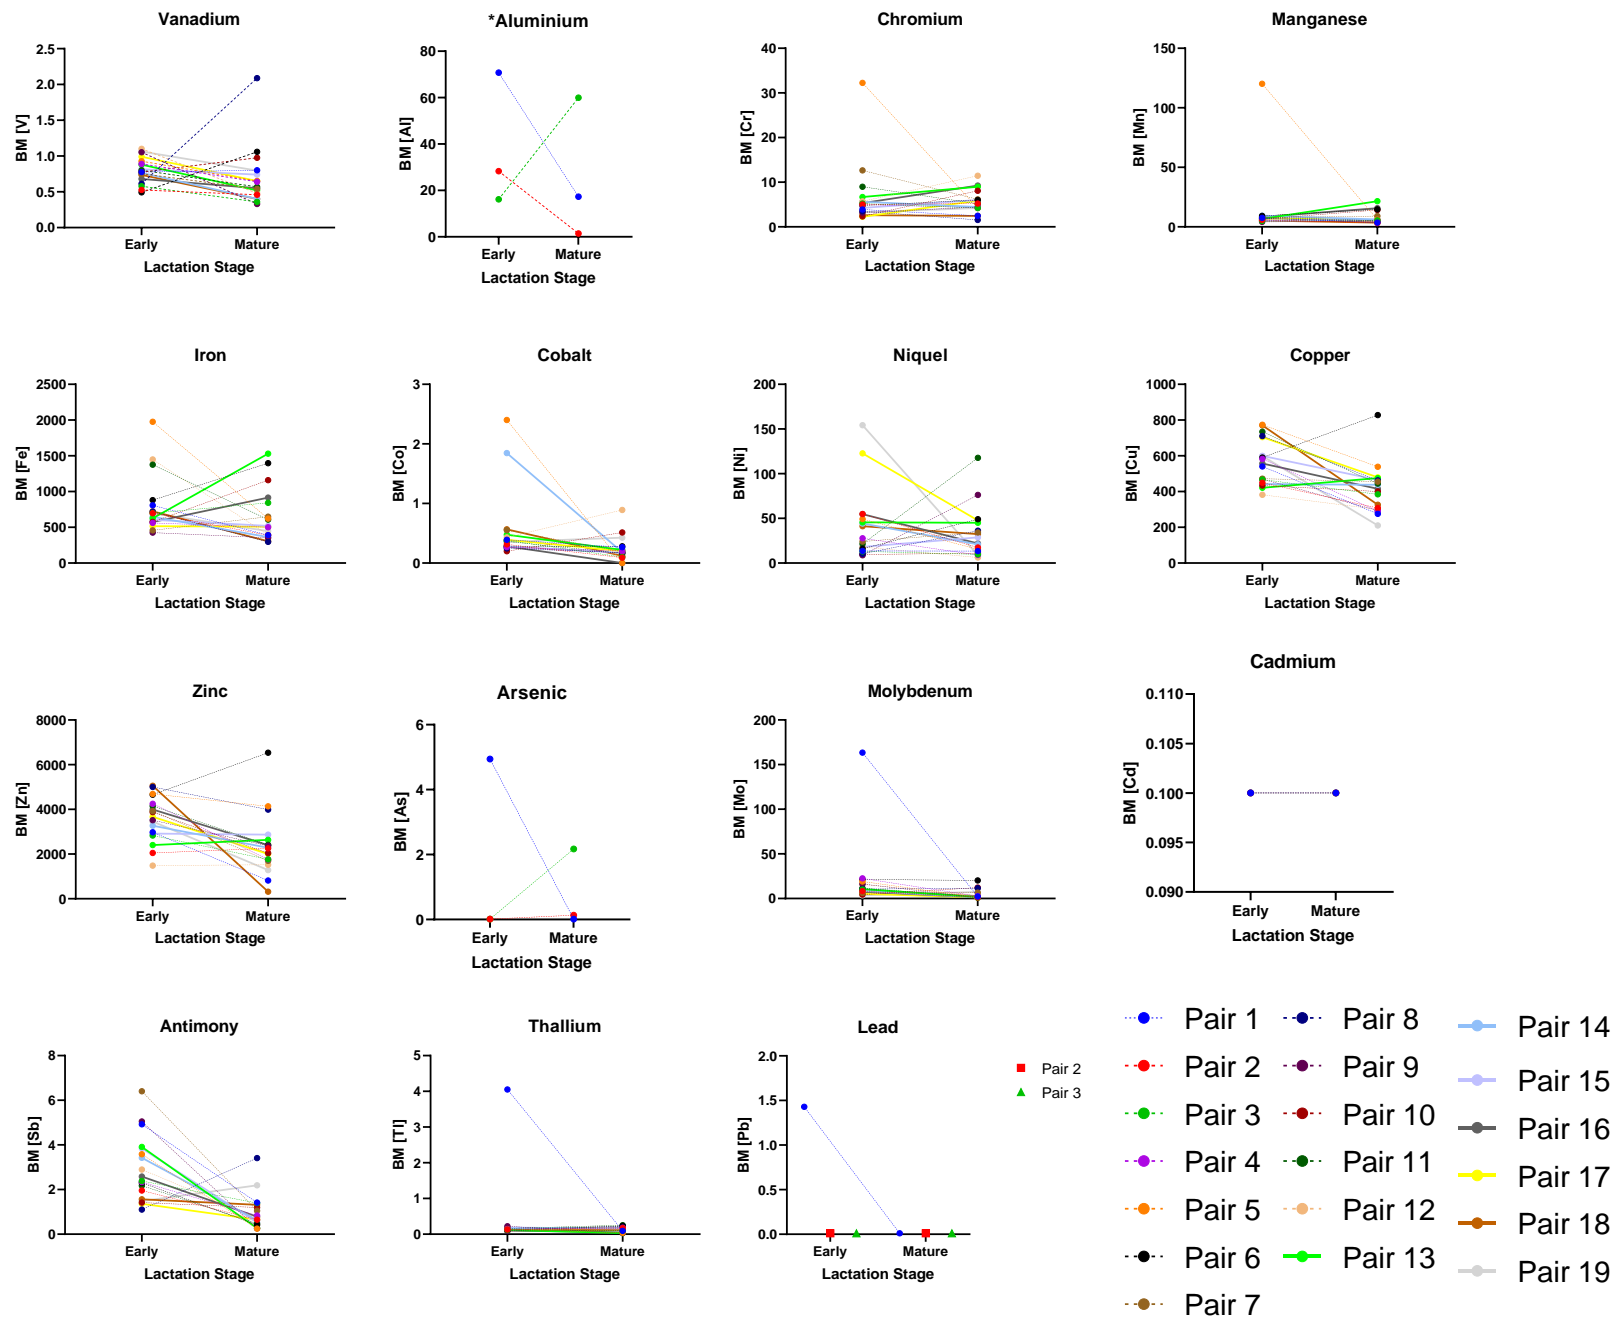 Vanadium
2.5
2.0
1.5
1.0
0.5
0.0
BM [V]
Early Mature
Lactation Stage
*Aluminium
80
60
40
20
0
BM [Al]
Early Mature
Lactation Stage
Chromium
40
30
20
10
0
BM [Cr]
Early Mature
Lactation Stage
Manganese
150
100
50
0
BM [Mn]
Early Mature
Lactation Stage
Iron
2500
2000
1500
1000
500
0
BM [Fe]
Early Mature
Lactation Stage
Cobalt
3
2
1
0
BM [Co]
Early Mature
Lactation Stage
Niquel
200
150
100
50
0
BM [Ni]
Early Mature
Lactation Stage
Copper
1000
800
600
400
200
0
BM [Cu]
Early Mature
Lactation Stage
Zinc
8000
6000
4000
2000
0
BM [Zn]
Early Mature
Lactation Stage
Arsenic
6
4
2
0
BM [As]
Early Mature
Lactation Stage
Molybdenum
200
150
100
50
0
BM [Mo]
Early Mature
Lactation Stage
Cadmium
0.110
0.105
0.100
0.095
0.090
BM [Cd]
Early Mature
Lactation Stage
Antimony
8
6
4
2
0
BM [Sb]
Early Mature
Lactation Stage
Thallium
5
4
3
2
1
0
BM [Tl]
Early Mature
Lactation Stage
Lead
2.0
1.5
1.0
0.5
0.0
BM [Pb]
Early Mature
Lactation Stage
Pair 2
Pair 3
Pair 1
Pair 2
Pair 3
Pair 4
Pair 5
Pair 6
Pair 7
Pair 8
Pair 9
Pair 10
Pair 11
Pair 12
Pair 13
Pair 14
Pair 15
Pair 16
Pair 17
Pair 18
Pair 19